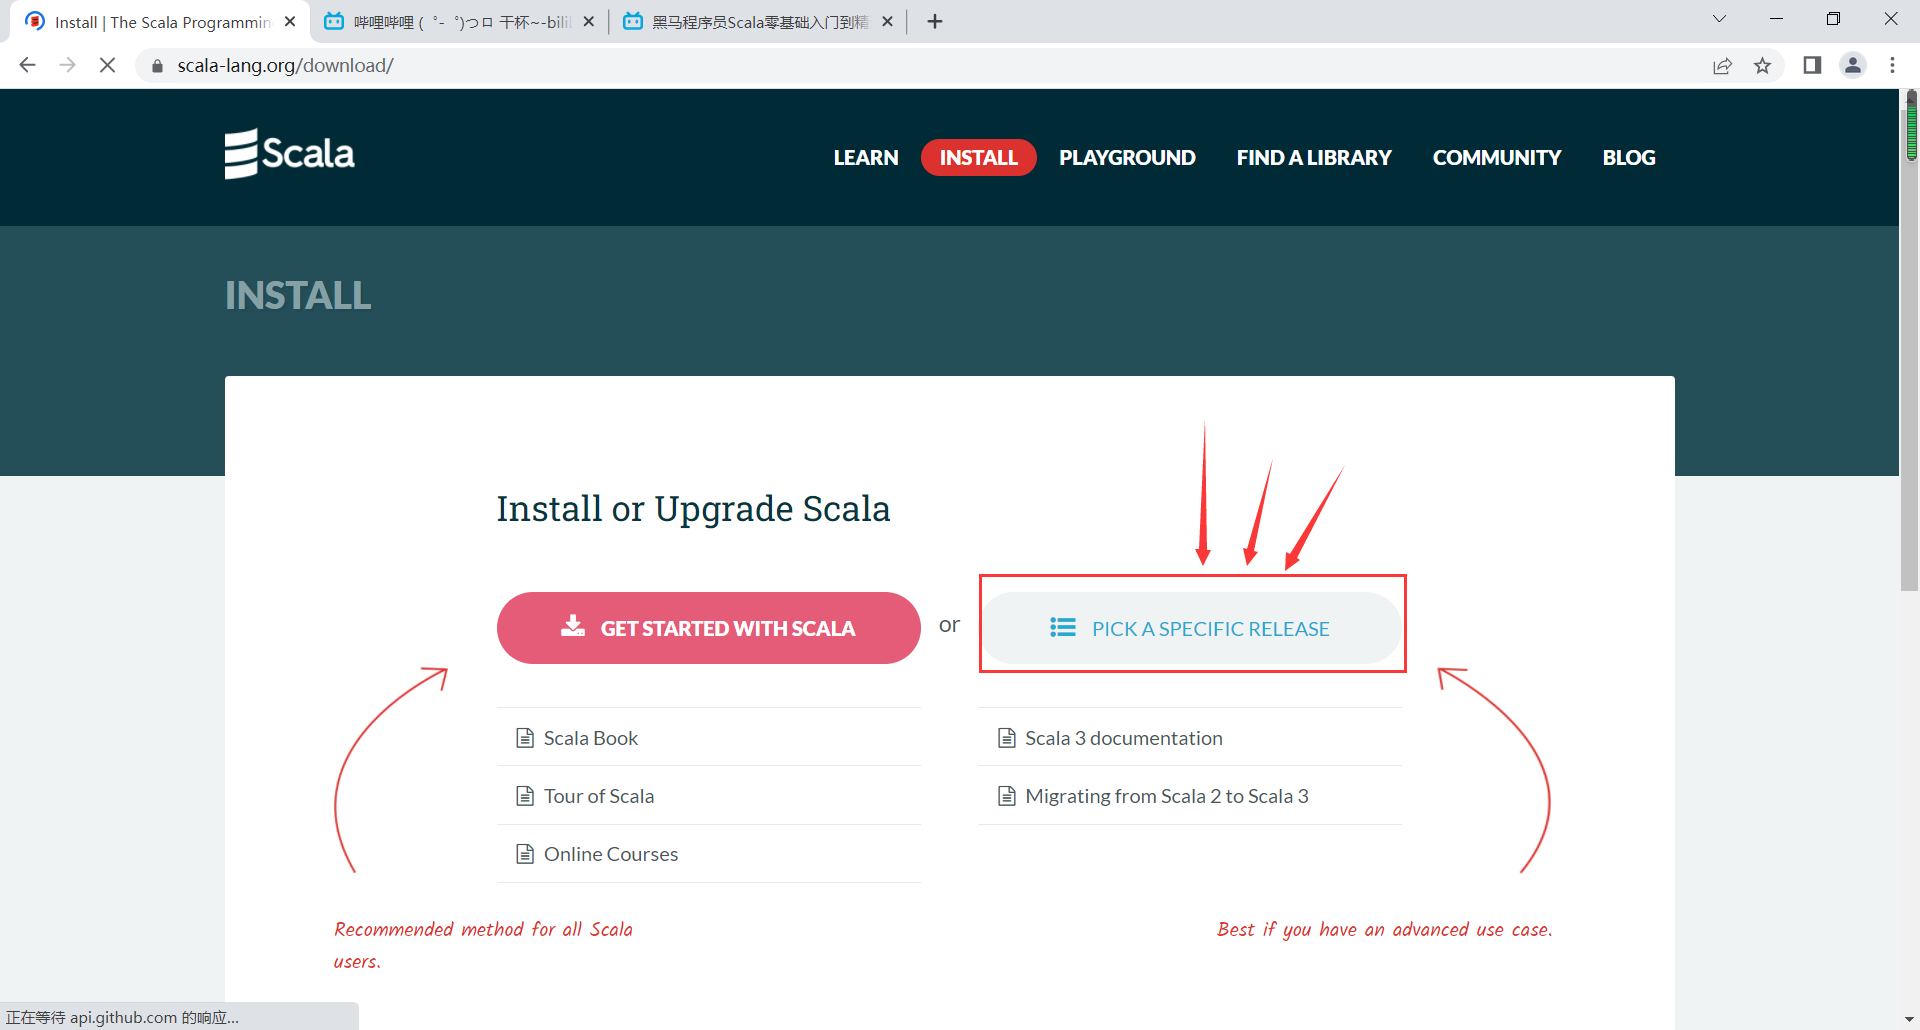 Install | The Scala Programmin
哔哩哔哩 (゜-゜)つロ 干杯~-bili
黑马程序员Scala零基础入门到精
scala-lang.org/download/
Scala
LEARN
INSTALL
PLAYGROUND
FIND A LIBRARY
COMMUNITY
BLOG
INSTALL
Install or Upgrade Scala
GET STARTED WITH SCALA
or
PICK A SPECIFIC RELEASE
Scala Book
Tour of Scala
Online Courses
Scala 3 documentation
Migrating from Scala 2 to Scala 3
Recommended method for all Scala
users.
Best if you have an advanced use case.
正在等待 api.github.com 的响应...